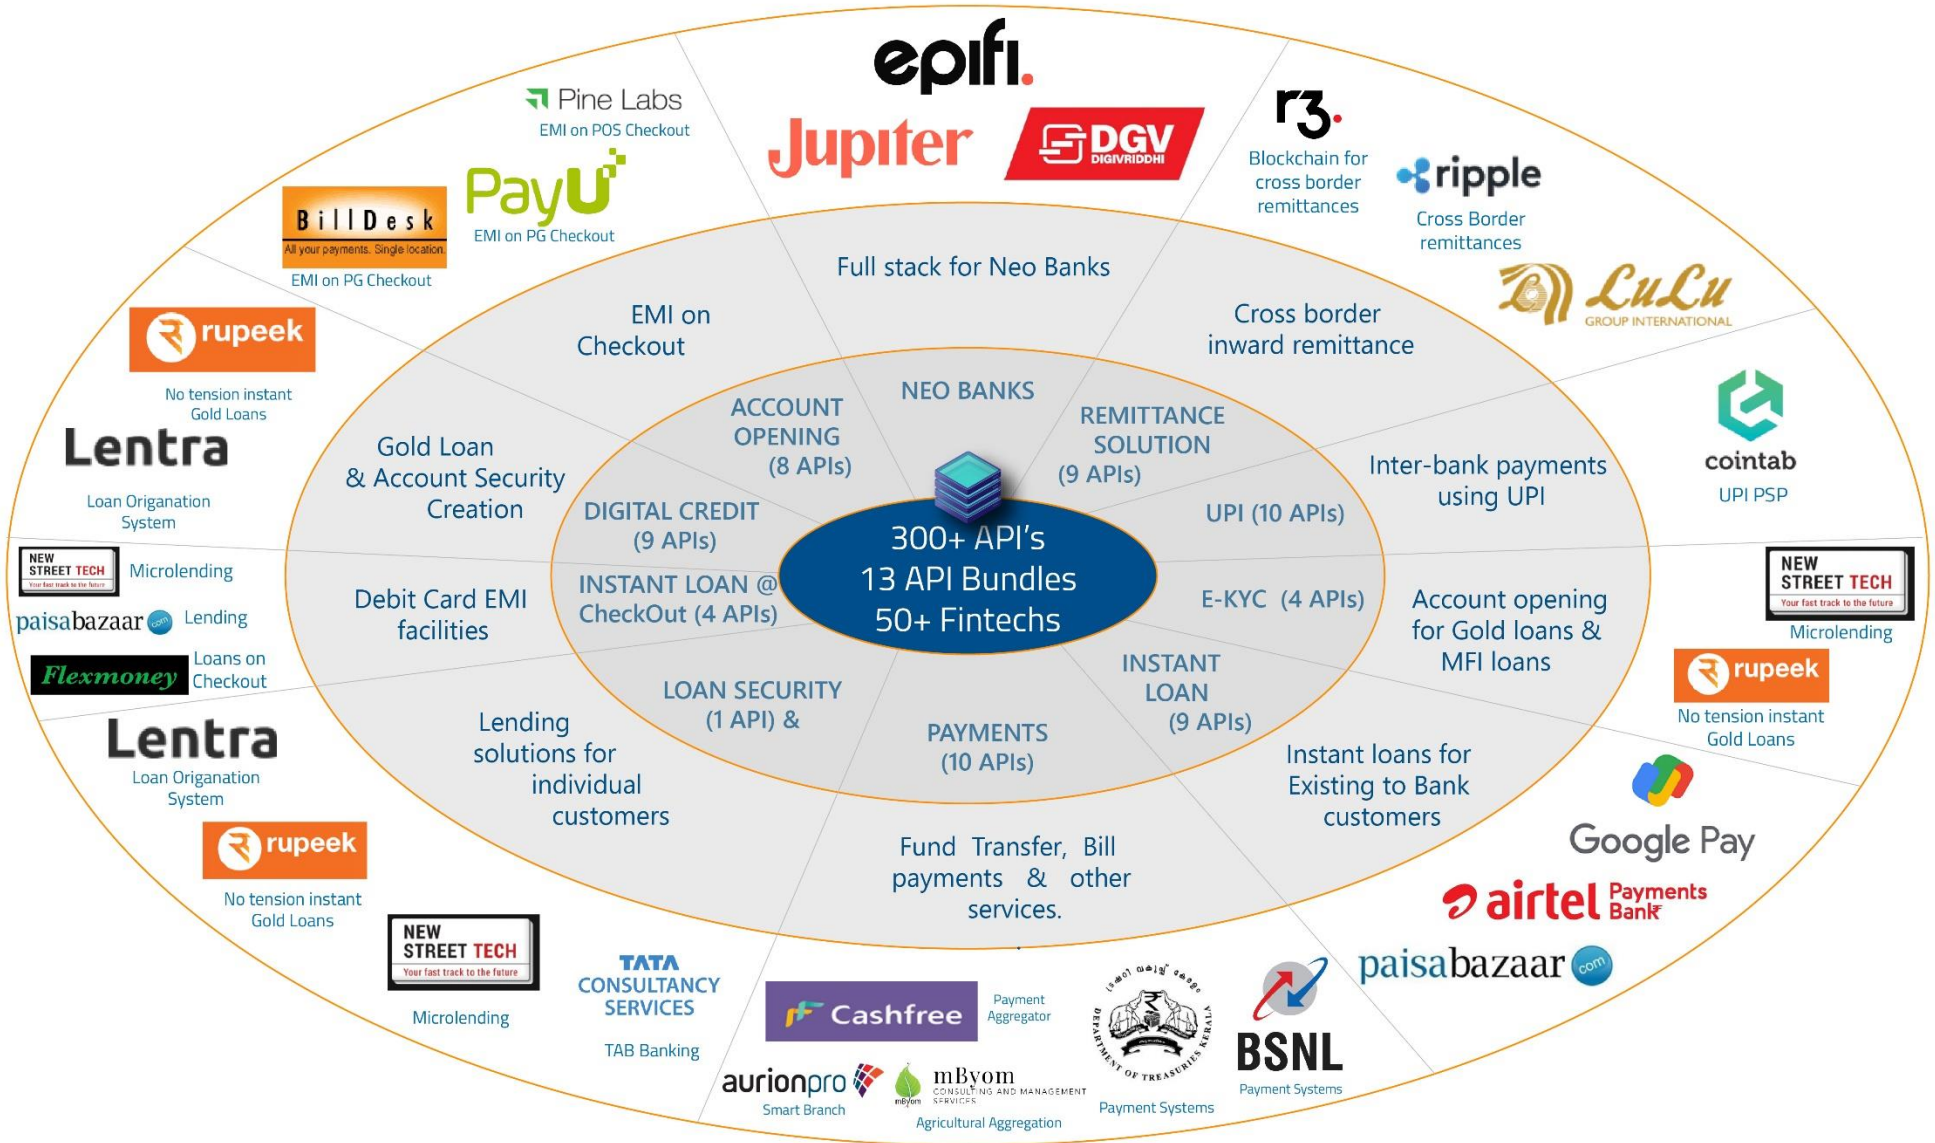 epifi.
Jupiter
DGV
DIGIVRIDDHI
Pine Labs
EMI on POS Checkout
PayU
EMI on PG Checkout
BillDesk
All your payments. Single location.
EMI on PG Checkout
r3.
Blockchain for
cross border
remittances
ripple
Cross Border
remittances
LuLu
GROUP INTERNATIONAL
Full stack for Neo Banks
EMI on
Checkout
Cross border
inward remittance
rupeek
No tension instant
Gold Loans
Lentra
Loan Origanation
System
Gold Loan
& Account Security
Creation
ACCOUNT
OPENING
(8 APIs)
NEO BANKS
REMITTANCE
SOLUTION
(9 APIs)
Inter-bank payments
using UPI
cointab
UPI PSP
DIGITAL CREDIT
(9 APIs)
UPI (10 APIs)
300+ API's
13 API Bundles
50+ Fintechs
NEW
STREET TECH
Your fast track to the future
Microlending
paisabazaar.com
Lending
Flexmoney
Loans on
Checkout
Debit Card EMI
facilities
INSTANT LOAN @
CheckOut (4 APIs)
E-KYC (4 APIs)
Account opening
for Gold loans &
MFI loans
NEW
STREET TECH
Your fast track to the future
Microlending
rupeek
No tension instant
Gold Loans
LOAN SECURITY
(1 API) &
PAYMENTS
(10 APIs)
INSTANT
LOAN
(9 APIs)
Lentra
Loan Origanation
System
Lending
solutions for
individual
customers
Instant loans for
Existing to Bank
customers
Google Pay
airtel Payments
Bank
paisabazaar.com
rupeek
No tension instant
Gold Loans
Fund Transfer, Bill
payments & other
services.
.
NEW
STREET TECH
Your fast track to the future
Microlending
TATA
CONSULTANCY
SERVICES
TAB Banking
Cashfree
Payment
Aggregator
aurionpro
Smart Branch
mByom
mByom
CONSULTING AND MANAGEMENT
SERVICES
Agricultural Aggregation
DEPARTMENT OF TREASURIES KERALA
Payment Systems
BSNL
Payment Systems